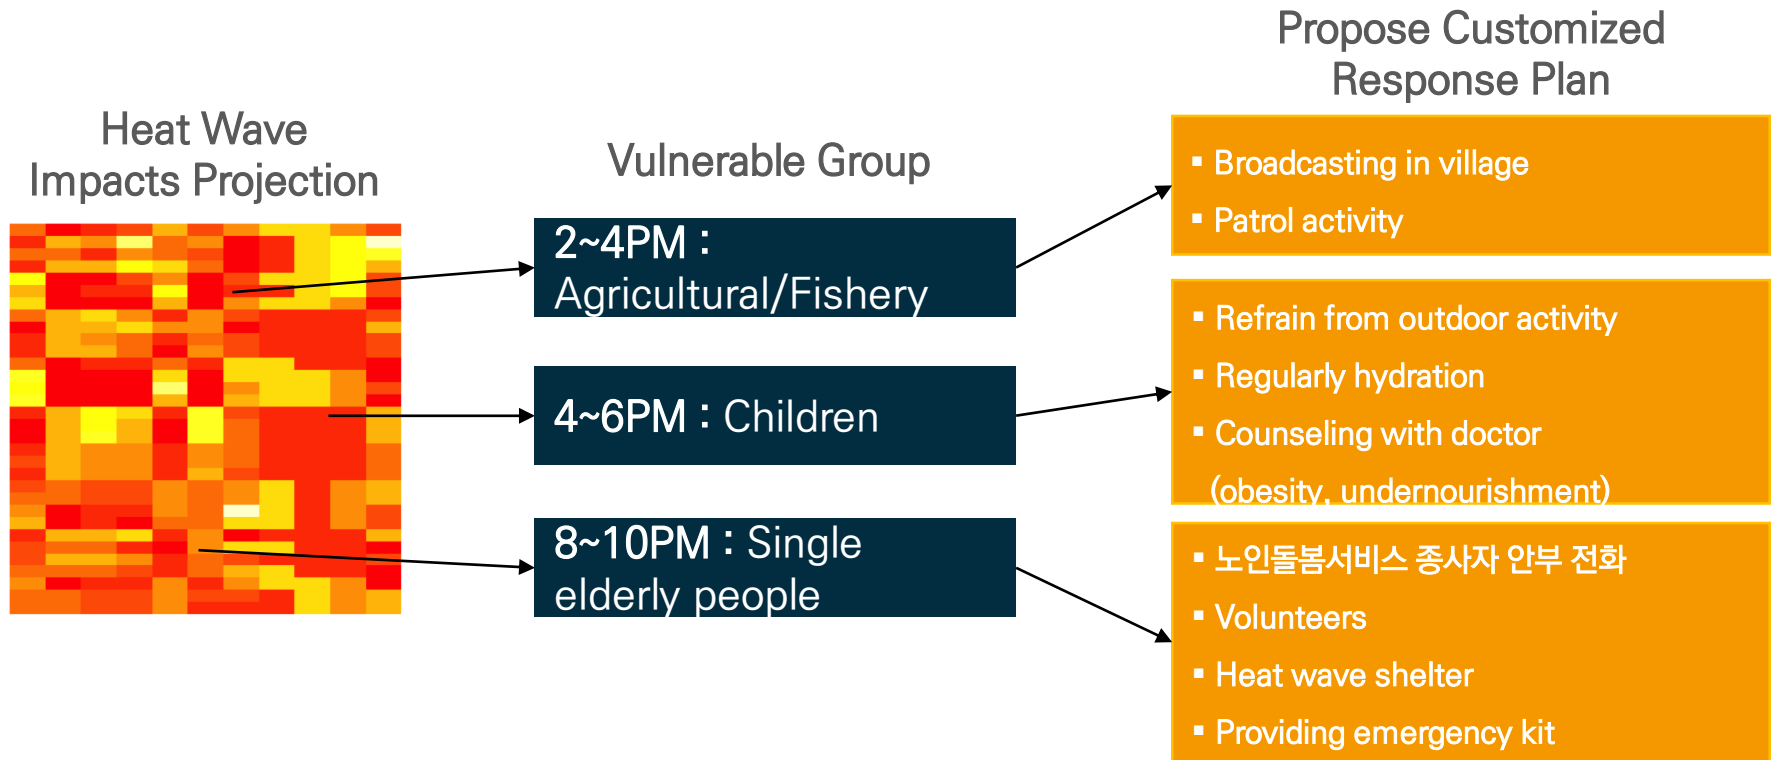 Heat Wave
Impacts Projection
Vulnerable Group
2~4PM :
Agricultural/Fishery
4~6PM : Children
8~10PM : Single
elderly people
Propose Customized
Response Plan
▪ Broadcasting in village
▪ Patrol activity
▪ Refrain from outdoor activity
▪ Regularly hydration
▪ Counseling with doctor
(obesity, undernourishment)
▪ 노인돌봄서비스 종사자 안부 전화
▪ Volunteers
▪ Heat wave shelter
▪ Providing emergency kit